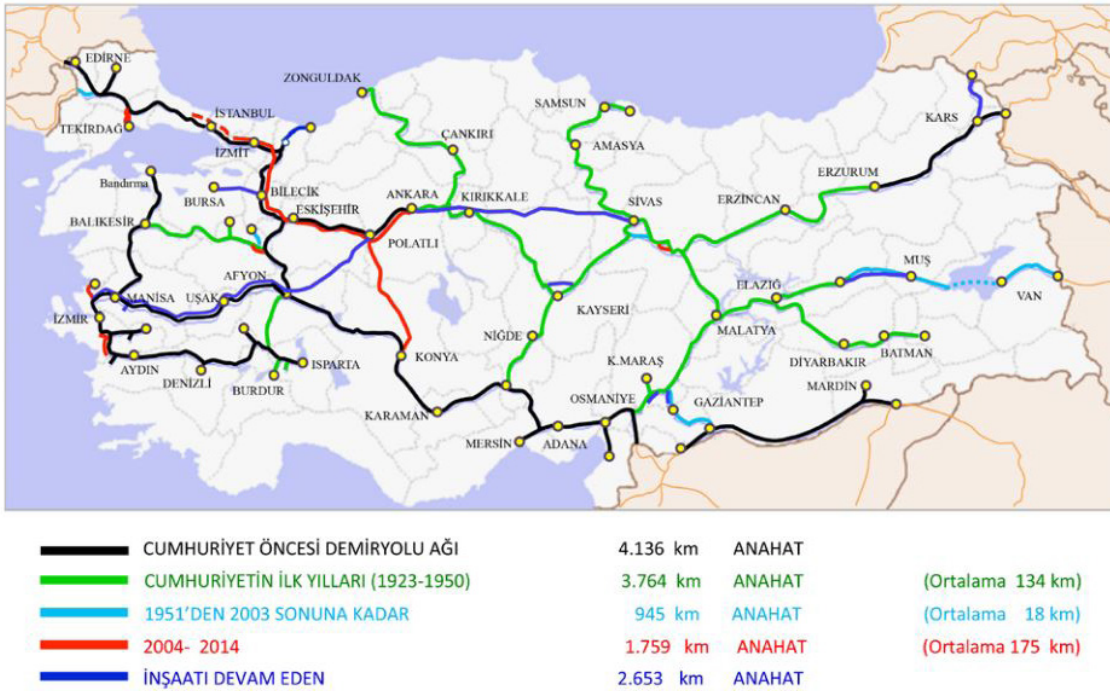 EDİRNE
ZONGULDAK
SAMSUN
İSTANBUL
TEKİRDAĞ
İZMİT
ÇANKIRI
AMASYA
KARS
Bandırma
BİLECİK
BURSA
ANKARA
KIRIKKALE
ERZURUM
ERZİNCAN
SİVAS
ESKİŞEHİR
BALIKESİR
POLATLI
MUŞ
AFYON
ELAZIĞ
VAN
MANİSA
UŞAK
KAYSERİ
İZMİR
MALATYA
NİĞDE
BATMAN
KONYA
K.MARAŞ
DİYARBAKIR
ISPARTA
AYDIN
DENİZLİ
MARDİN
BURDUR
OSMANİYE
GAZİANTEP
KARAMAN
MERSİN
ADANA
CUMHURİYET ÖNCESİ DEMİRYOLU AĞI 4.136 km ANAHAT
CUMHURİYETİN İLK YILLARI (1923-1950) 3.764 km ANAHAT (Ortalama 134 km)
1951’DEN 2003 SONUNA KADAR 945 km ANAHAT (Ortalama 18 km)
2004- 2014 1.759 km ANAHAT (Ortalama 175 km)
İNŞAATI DEVAM EDEN 2.653 km ANAHAT